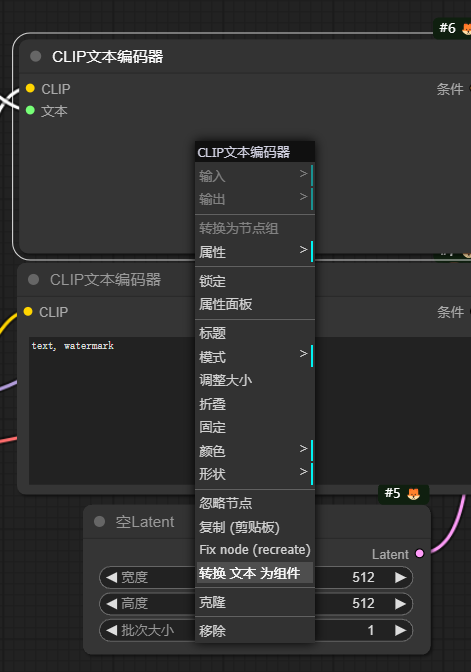 #6
CLIP文本编码器
CLIP
条件
文本
CLIP文本编码器
输入 >
输出 >
转换为节点组
属性 >
锁定
属性面板
标题
模式 >
调整大小
折叠
固定
颜色 >
形状 >
忽略节点
复制 (剪贴板)
Fix node (recreate)
转换 文本 为组件
克隆
移除
CLIP文本编码器
CLIP
条件
text, watermark
#5
空Latent
Latent
宽度 512
高度 512
批次大小 1